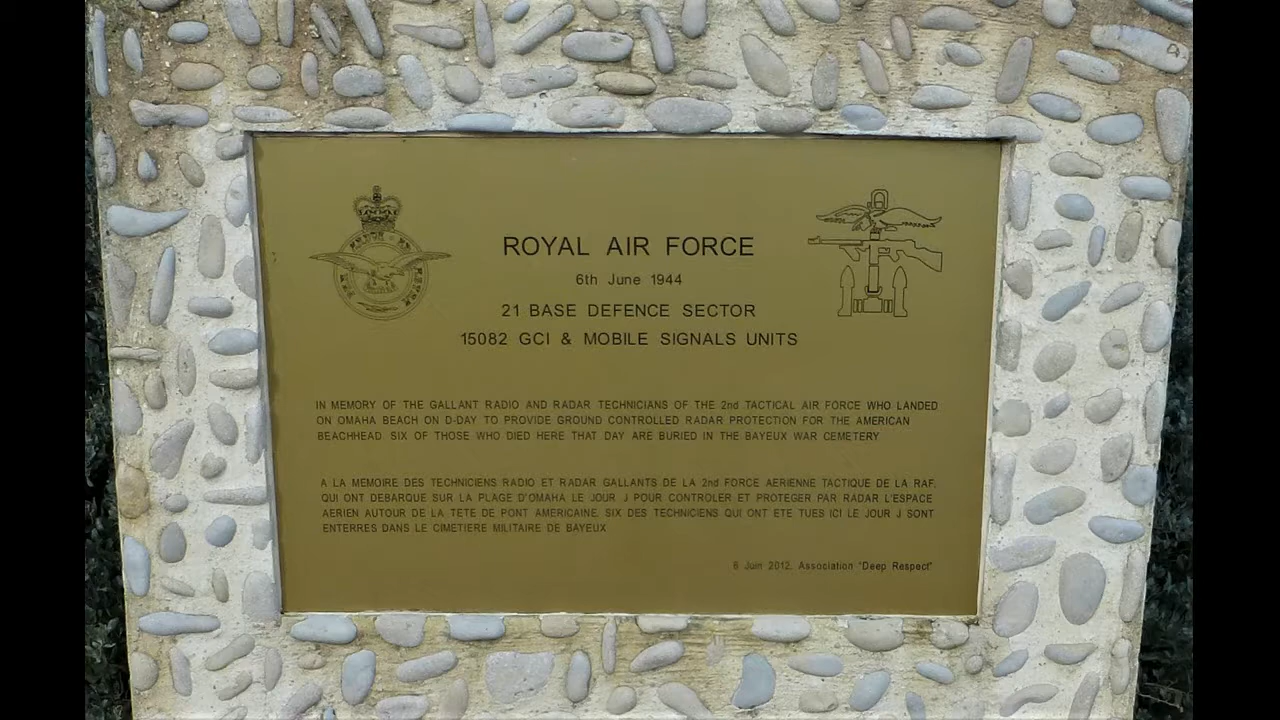 ROYAL AIR FORCE
6th June 1944
21 BASE DEFENCE SECTOR
15082 GCI & MOBILE SIGNALS UNITS
IN MEMORY OF THE GALLANT RADIO AND RADAR TECHNICIANS OF THE 2nd TACTICAL AIR FORCE WHO LANDED
ON OMAHA BEACH ON D-DAY TO PROVIDE GROUND CONTROLLED RADAR PROTECTION FOR THE AMERICAN
BEACHHEAD. SIX OF THOSE WHO DIED HERE THAT DAY ARE BURIED IN THE BAYEUX WAR CEMETERY
A LA MEMOIRE DES TECHNICIENS RADIO ET RADAR GALLANTS DE LA 2nd FORCE AERIENNE TACTIQUE DE LA RAF,
QUI ONT DEBARQUE SUR LA PLAGE D'OMAHA LE JOUR J POUR CONTROLER ET PROTEGER PAR RADAR L'ESPACE
AERIEN AUTOUR DE LA TETE DE PONT AMERICAINE. SIX DES TECHNICIENS QUI ONT ETE TUES ICI LE JOUR J SONT
ENTERRES DANS LE CIMETIERE MILITAIRE DE BAYEUX
6 Juin 2012, Association "Deep Respect"